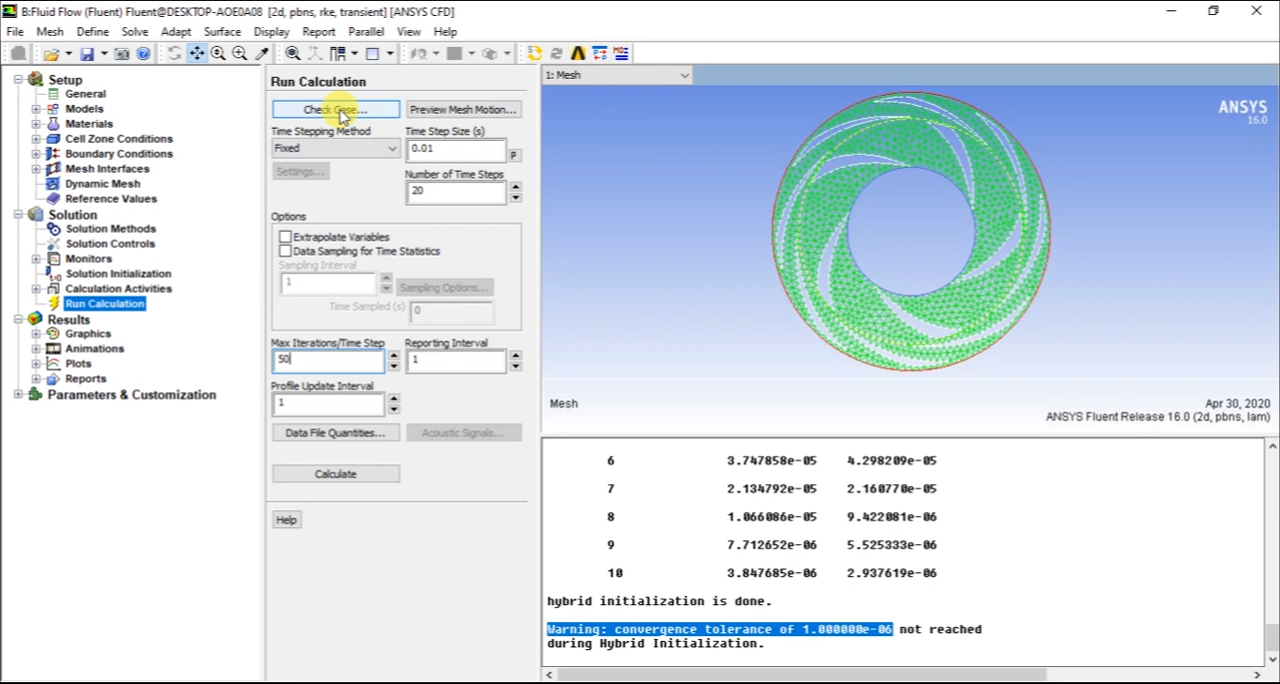 B:Fluid Flow (Fluent) Fluent@DESKTOP-AOE0A08 [2d, pbns, rke, transient] [ANSYS CFD]
File Mesh Define Solve Adapt Surface Display Report Parallel View Help
Setup
General
Models
Materials
Cell Zone Conditions
Boundary Conditions
Mesh Interfaces
Dynamic Mesh
Reference Values
Solution
Solution Methods
Solution Controls
Monitors
Solution Initialization
Calculation Activities
Run Calculation
Results
Graphics
Animations
Plots
Reports
Parameters & Customization
Run Calculation
Check Case... Preview Mesh Motion...
Time Stepping Method Time Step Size (s)
Fixed 0.01 P
Settings... Number of Time Steps
20
Options
Extrapolate Variables
Data Sampling for Time Statistics
Sampling Interval
1 Sampling Options...
Time Sampled (s) 0
Max Iterations/Time Step Reporting Interval
50 1
Profile Update Interval
1
Data File Quantities... Acoustic Signals...
Calculate
Help
1: Mesh
ANSYS
16.0
Mesh Apr 30, 2020
ANSYS Fluent Release 16.0 (2d, pbns, lam)
6 3.747858e-05 4.298209e-05
7 2.134792e-05 2.160770e-05
8 1.066086e-05 9.422081e-06
9 7.712652e-06 5.525333e-06
10 3.847685e-06 2.937619e-06
hybrid initialization is done.
Warning: convergence tolerance of 1.000000e-06 not reached
during Hybrid Initialization.